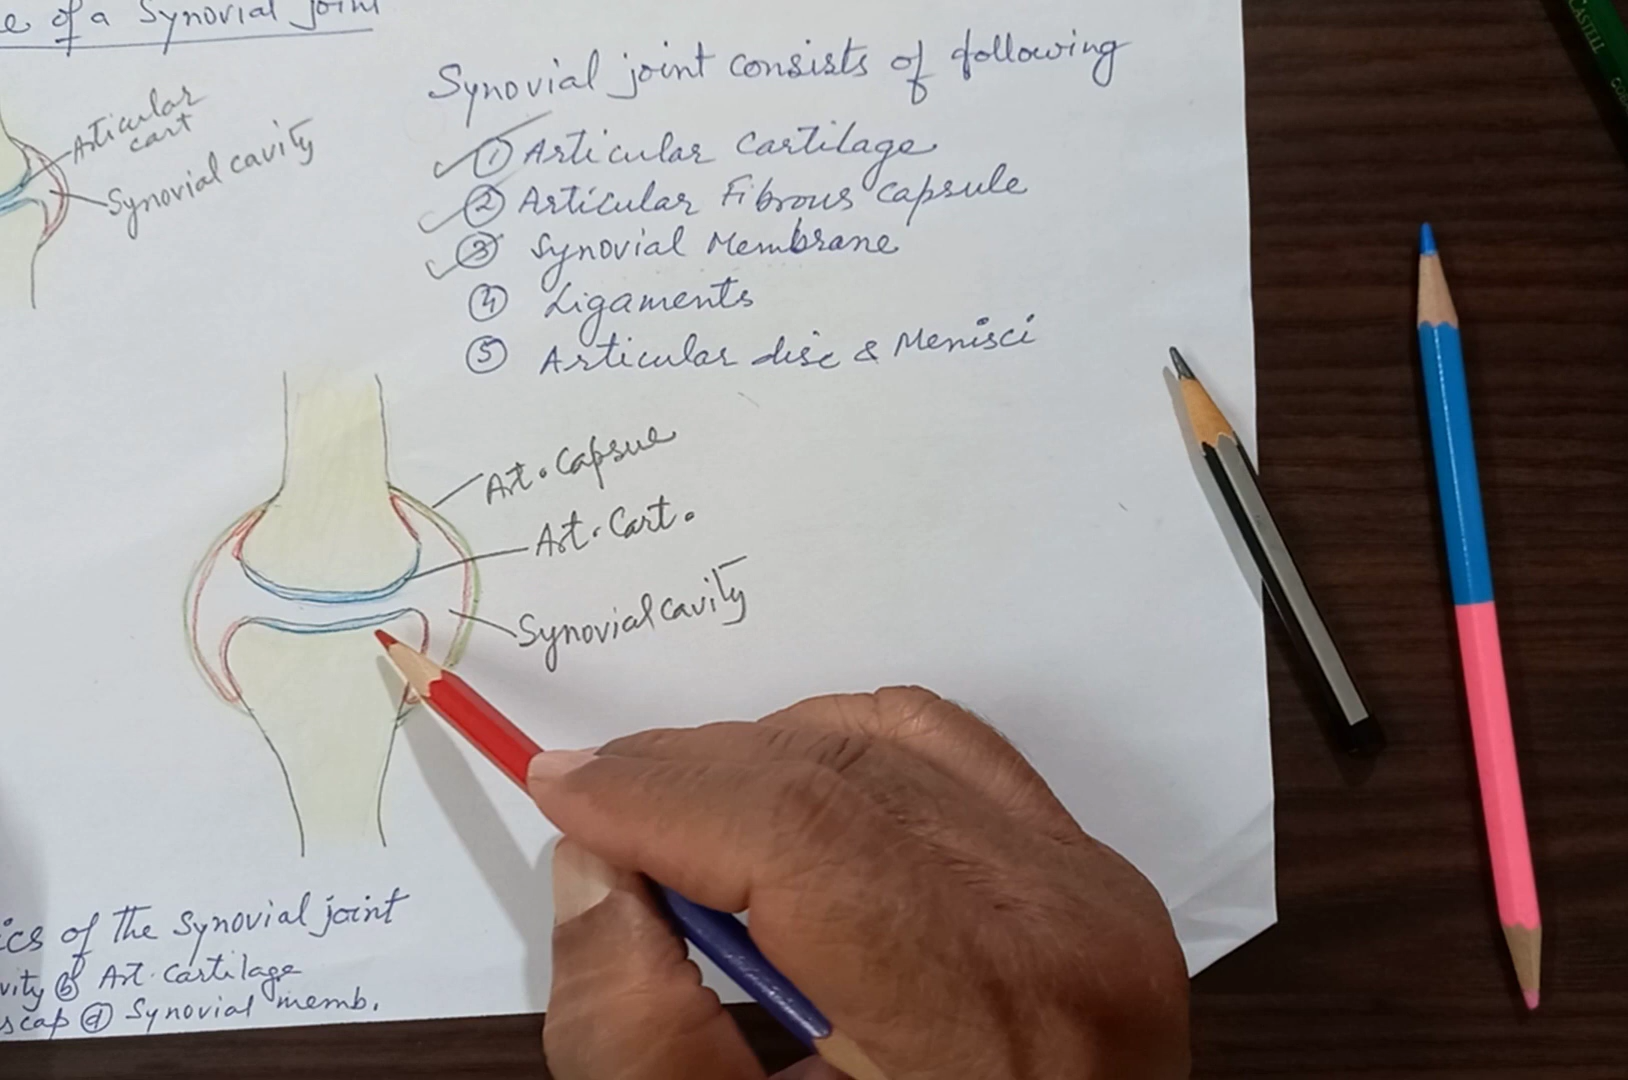 e of a Synovial joint
Articular
cart
Synovial cavity
Synovial joint consists of following
① Articular Cartilage
② Articular Fibrous capsule
③ Synovial Membrane
④ Ligaments
⑤ Articular disc & Menisci
Art. Capsue
Art. Cart.
Synovial cavity
ics of the Synovial joint
vity ⓑ Art. Cartilage
scap ⓓ Synovial memb.
CASTELL